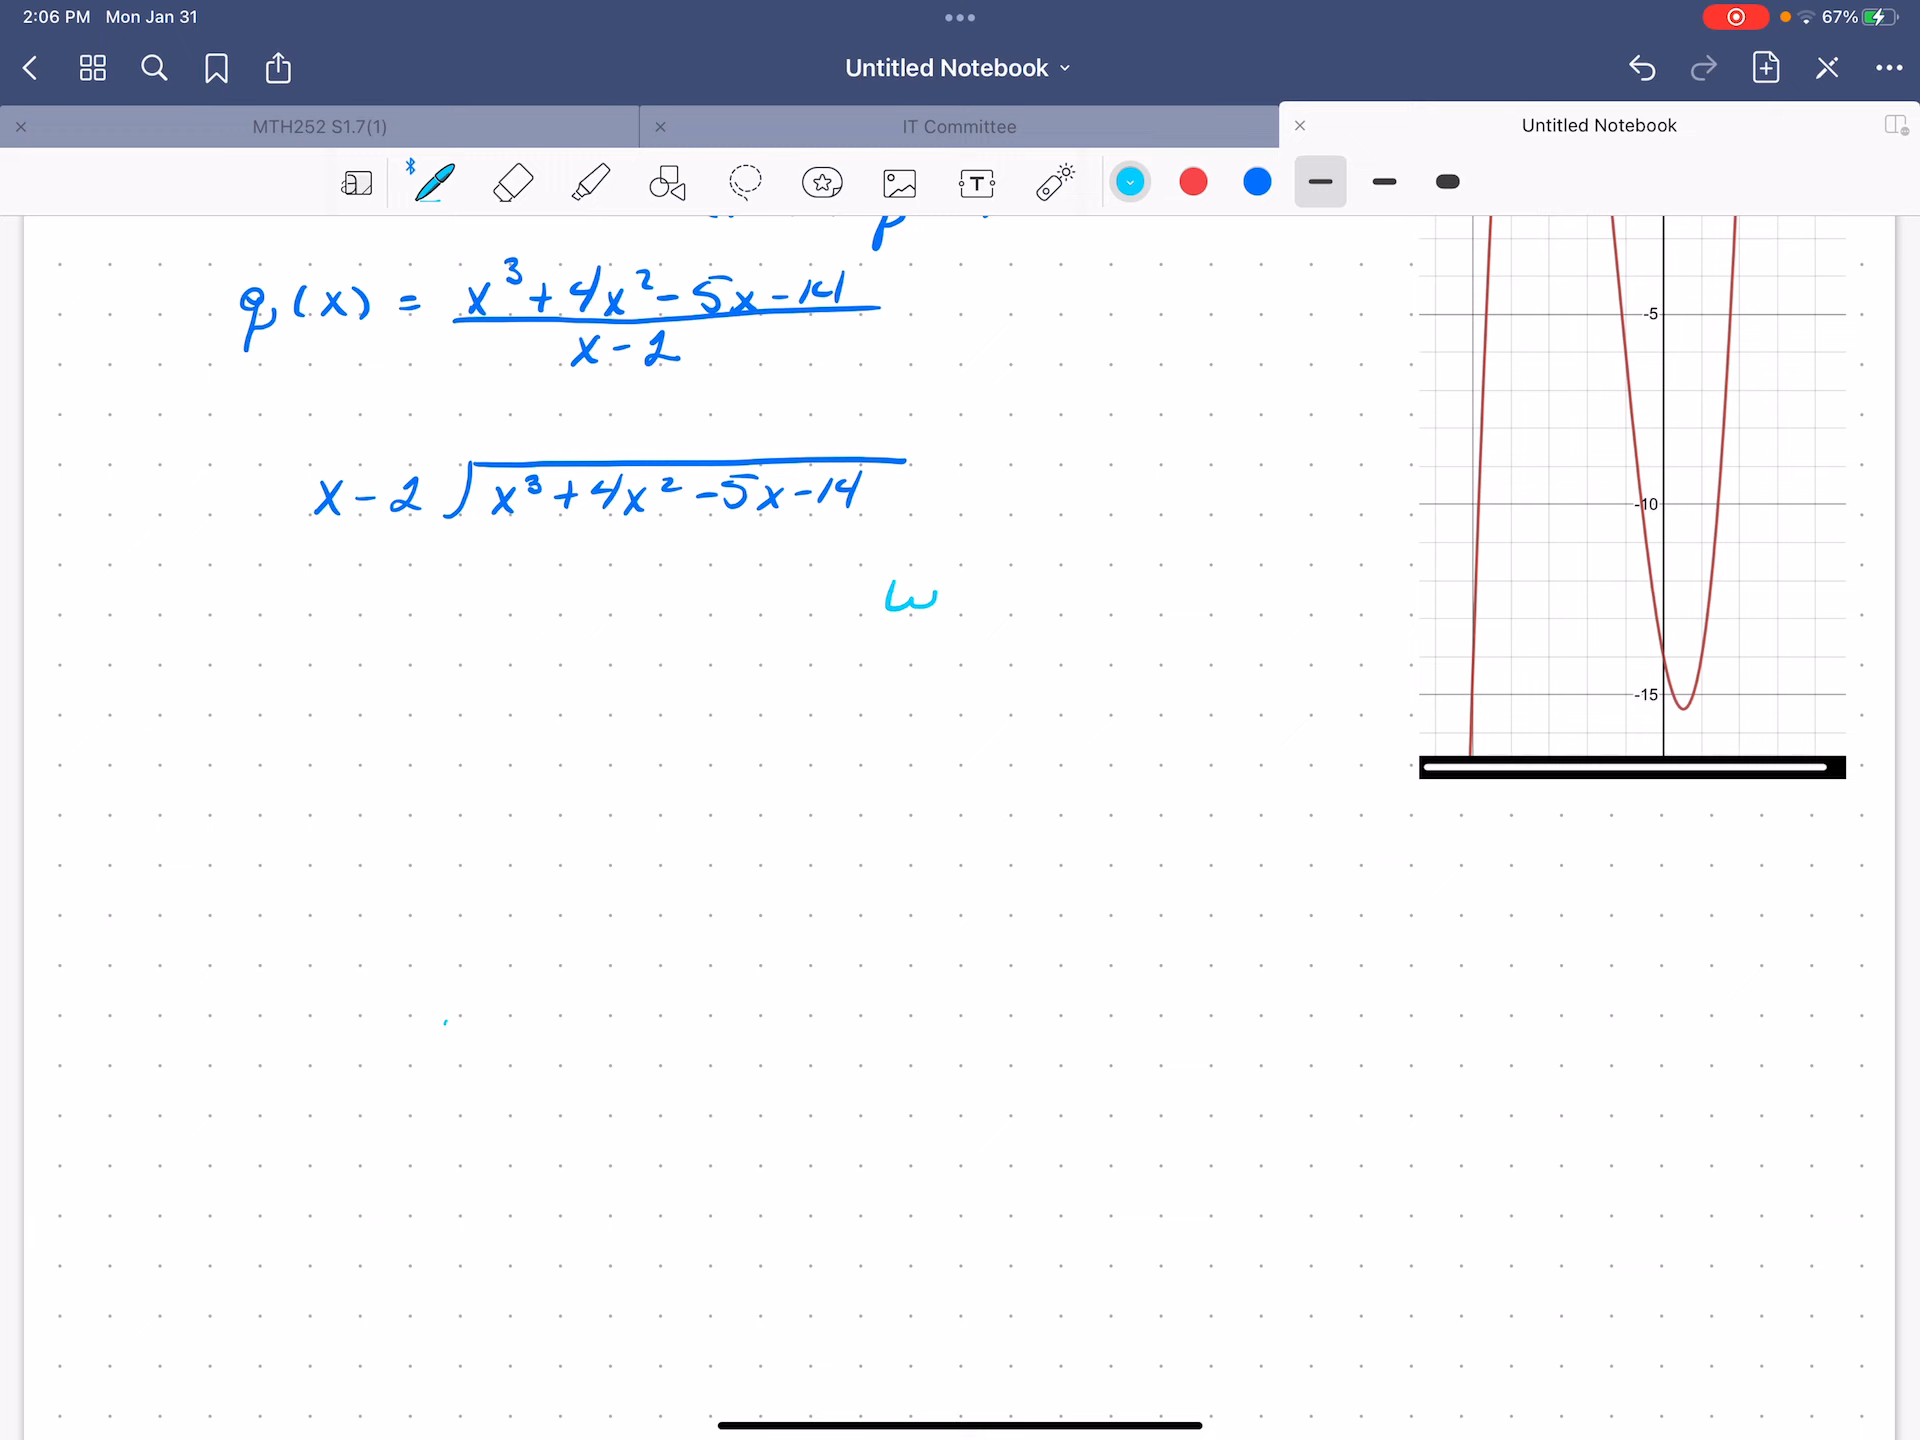 2:06 PM Mon Jan 31
67%
Untitled Notebook
MTH252 S1.7(1)
IT Committee
Untitled Notebook
T
q(x) = x³ + 4x² - 5x - 14
x - 2
x - 2 x³ + 4x² - 5x - 14
-5
-10
-15